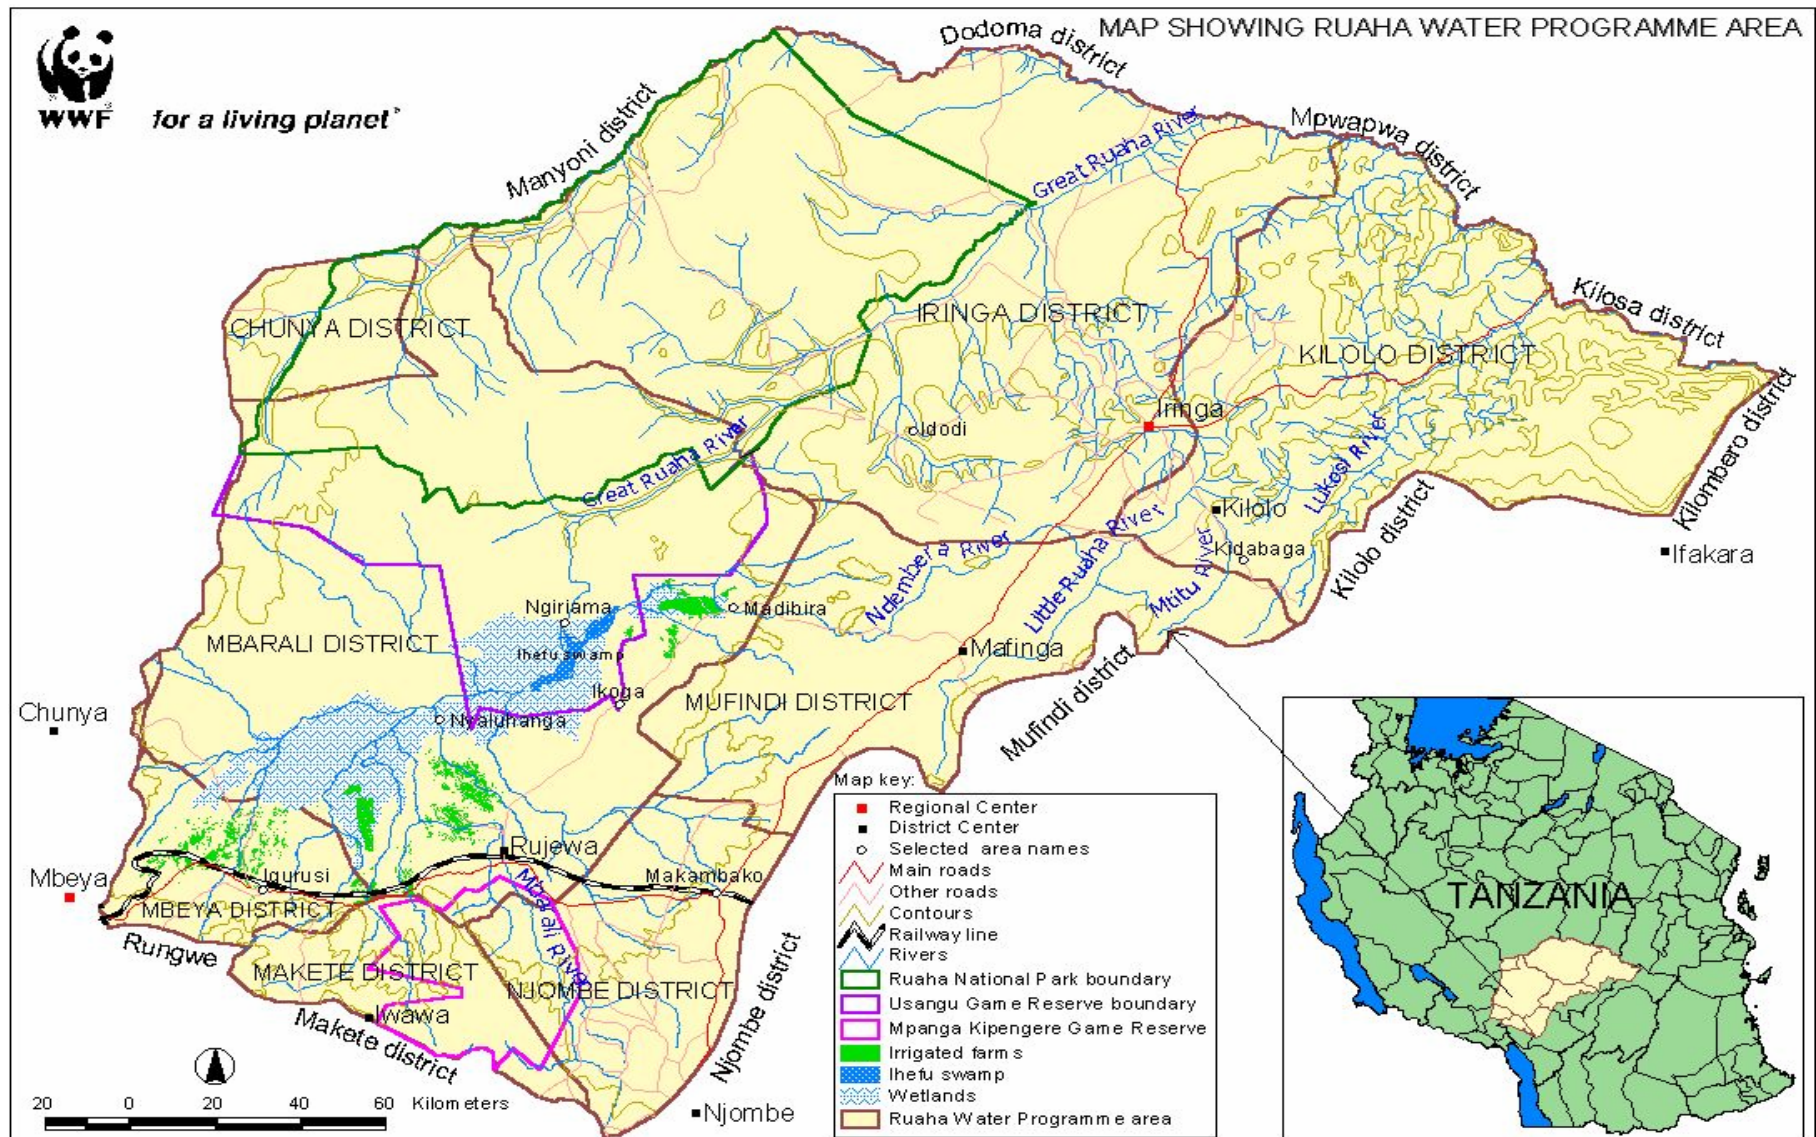 MAP SHOWING RUAHA WATER PROGRAMME AREA
WWF
for a living planet®
Dodoma district
Manyoni district
Mpwapwa district
Great Ruaha River
Kilosa district
CHUNYA DISTRICT
IRINGA DISTRICT
KILOLO DISTRICT
Kilombero district
Iringa
Idodi
Great Ruaha River
Lukosi River
Kilolo
Kidabaga
Kilolo district
Ifakara
Ndembera River
Little Ruaha River
Mtitu River
Ngiriama
Madibira
MBARALI DISTRICT
Ihefu swamp
Mafinga
Ikoga
MUFINDI DISTRICT
Mufindi district
Chunya
Nyaluhanga
Rujewa
Igurusi
Makambako
Mbeya
MBEYA DISTRICT
Mbarali River
Rungwe
MAKETE DISTRICT
NJOMBE DISTRICT
Njombe district
Iwawa
Makete district
Njombe
20 0 20 40 60 Kilometers
Map key:
Regional Center
District Center
Selected area names
Main roads
Other roads
Contours
Railway line
Rivers
Ruaha National Park boundary
Usangu Game Reserve boundary
Mpanga Kipengere Game Reserve
Irrigated farms
Ihefu swamp
Wetlands
Ruaha Water Programme area
TANZANIA